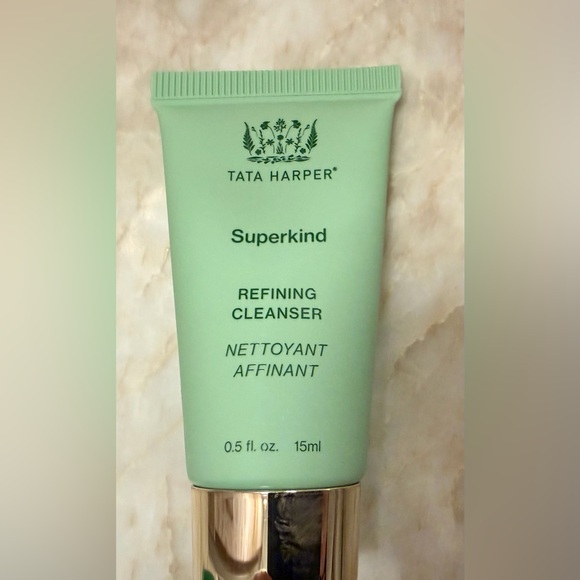 TATA HARPER®
Superkind
REFINING
CLEANSER
NETTOYANT
AFFINANT
0.5 fl. oz. 15ml